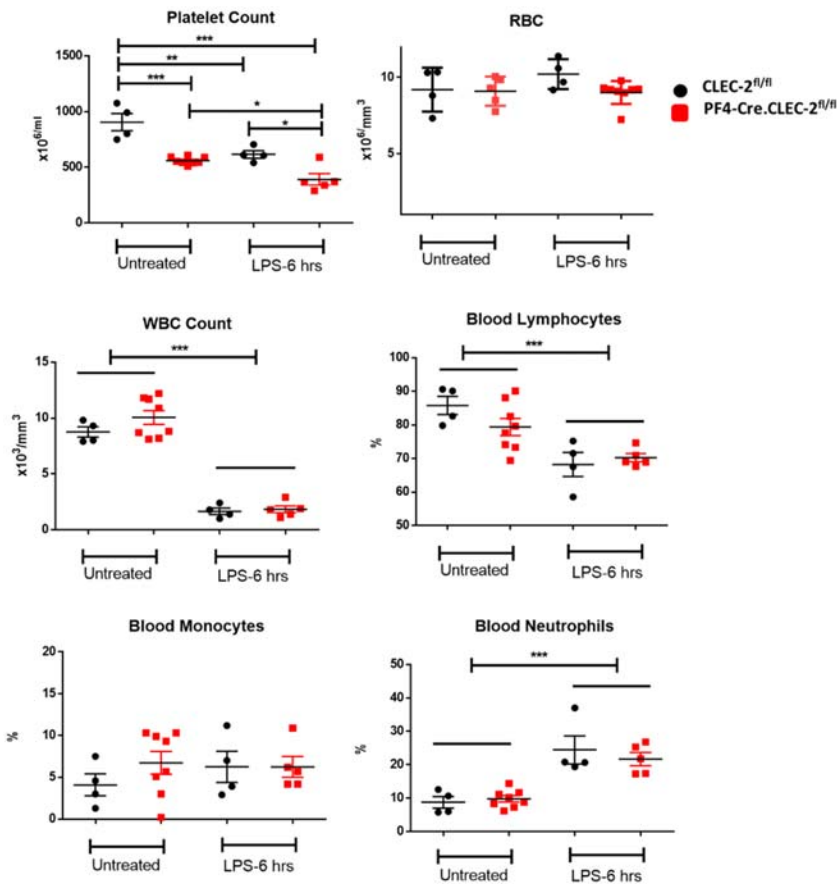 Platelet Count
***
**
***
*
*
1500
1000
500
0
x10⁶/ml
Untreated
LPS-6 hrs
RBC
10
5
x10⁶/mm³
Untreated
LPS-6 hrs
CLEC-2fl/fl
PF4-Cre.CLEC-2fl/fl
WBC Count
***
15
10
5
0
x10³/mm³
Untreated
LPS-6 hrs
Blood Lymphocytes
***
100
90
80
70
60
50
%
Untreated
LPS-6 hrs
Blood Monocytes
20
15
10
5
0
%
Untreated
LPS-6 hrs
Blood Neutrophils
***
50
40
30
20
10
0
%
Untreated
LPS-6 hrs